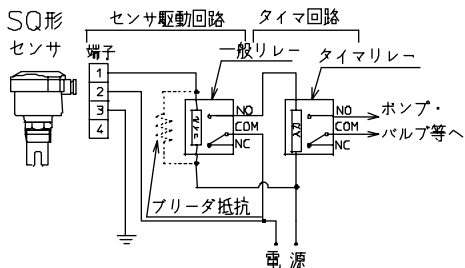 SQ形
センサ
センサ駆動回路
タイマ回路
端子
一般リレー
タイマリレー
1
2
3
4
コイル
NO
COM
NC
NO
COM
NC
ポンプ・
バルブ等へ
ブリーダ抵抗
電源